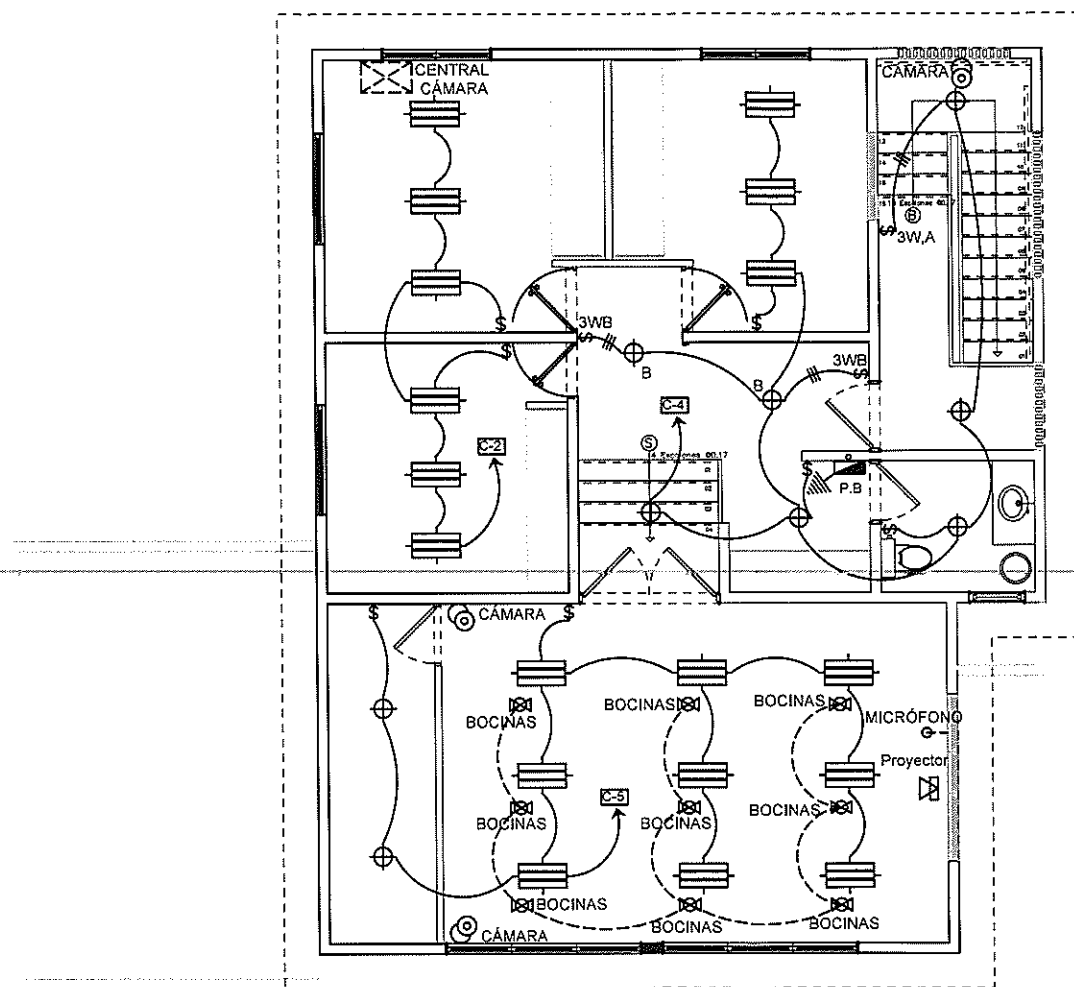 CENTRAL
CÁMARA
CÁMARA
3W,A
B
3WB
B
B
3WB
C-4
C-2
S
P.B
$
CÁMARA
BOCINAS
BOCINAS
BOCINAS
MICRÓFONO
Proyector
C-5
BOCINAS
BOCINAS
BOCINAS
BOCINAS
BOCINAS
BOCINAS
CÁMARA